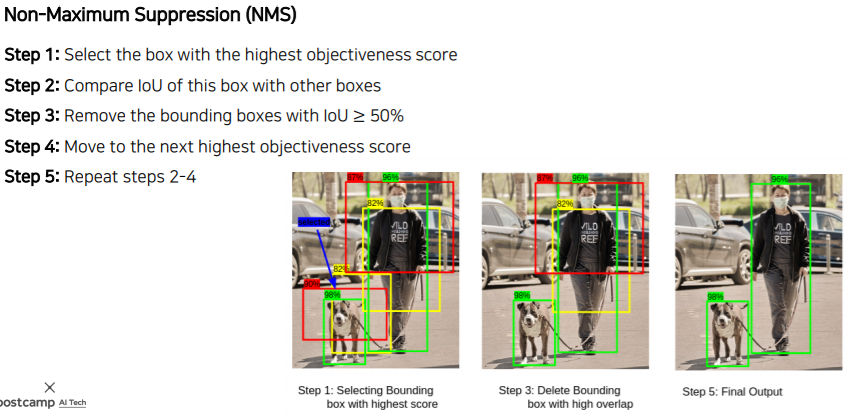 Non-Maximum Suppression (NMS)
Step 1: Select the box with the highest objectiveness score
Step 2: Compare IoU of this box with other boxes
Step 3: Remove the bounding boxes with IoU ≥ 50%
Step 4: Move to the next highest objectiveness score
Step 5: Repeat steps 2-4
87% 96%
82%
selected
82%
60%
98%
87% 96%
82%
98%
96%
98%
Step 1: Selecting Bounding
box with highest score
Step 3: Delete Bounding
box with high overlap
Step 5: Final Output
ostcamp AI Tech